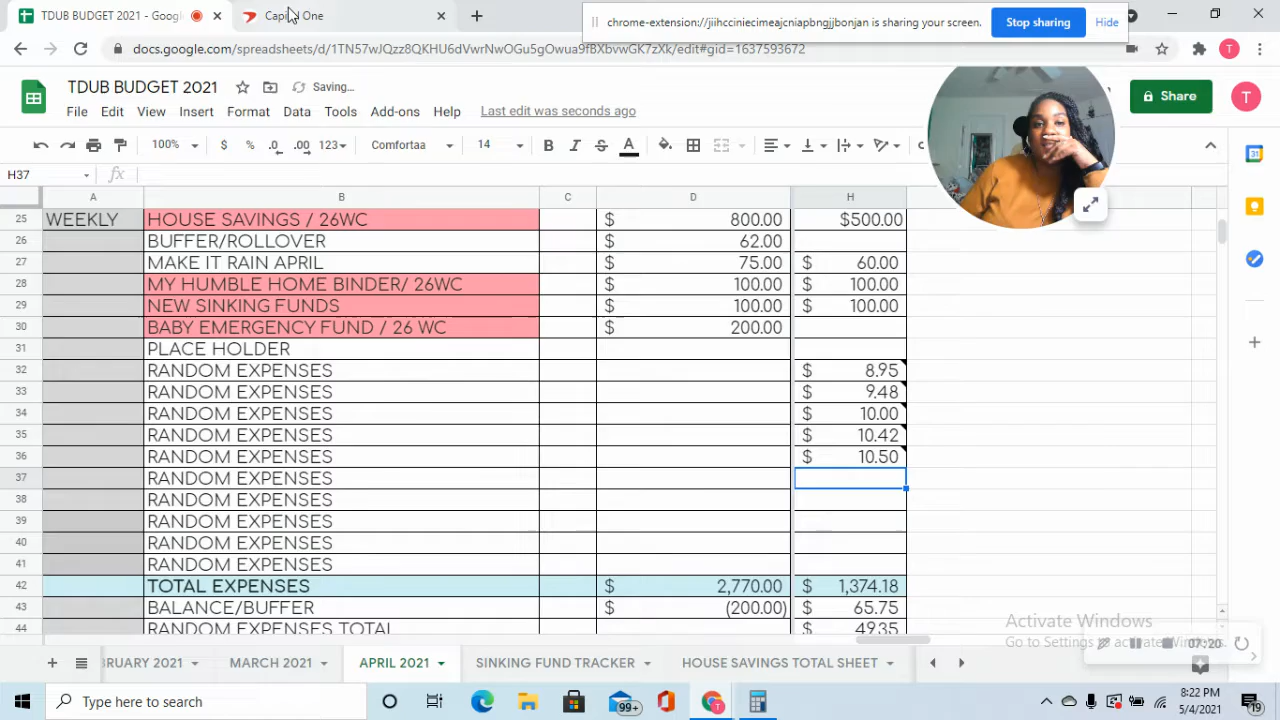 TDUB BUDGET 2021 - Googl
Capital One
chrome-extension://jiihcciniecimeajcniapbngjjbonjan is sharing your screen.
Stop sharing
Hide
docs.google.com/spreadsheets/d/1TN57wJQzz8QKHU6dVwrNwOGu5gOwua9fBXbvwGK7zXk/edit#gid=1637593672
TDUB BUDGET 2021
Saving...
File Edit View Insert Format Data Tools Add-ons Help Last edit was seconds ago
Share
T
100% $ % .0 .00 123 Comfortaa 14 B I S A
H37 fx
A B C D H
25 WEEKLY HOUSE SAVINGS / 26WC $ 800.00 $500.00
26 BUFFER/ROLLOVER $ 62.00
27 MAKE IT RAIN APRIL $ 75.00 $ 60.00
28 MY HUMBLE HOME BINDER/ 26WC $ 100.00 $ 100.00
29 NEW SINKING FUNDS $ 100.00 $ 100.00
30 BABY EMERGENCY FUND / 26 WC $ 200.00
31 PLACE HOLDER
32 RANDOM EXPENSES $ 8.95
33 RANDOM EXPENSES $ 9.48
34 RANDOM EXPENSES $ 10.00
35 RANDOM EXPENSES $ 10.42
36 RANDOM EXPENSES $ 10.50
37 RANDOM EXPENSES
38 RANDOM EXPENSES
39 RANDOM EXPENSES
40 RANDOM EXPENSES
41 RANDOM EXPENSES
42 TOTAL EXPENSES $ 2,770.00 $ 1,374.18
43 BALANCE/BUFFER $ (200.00) $ 65.75
44 RANDOM EXPENSES TOTAL 49.35
Activate Windows
Go to Settings to activate Windows.
07:20
BRUARY 2021 MARCH 2021 APRIL 2021 SINKING FUND TRACKER HOUSE SAVINGS TOTAL SHEET
Type here to search
99+
8:22 PM
5/4/2021
19